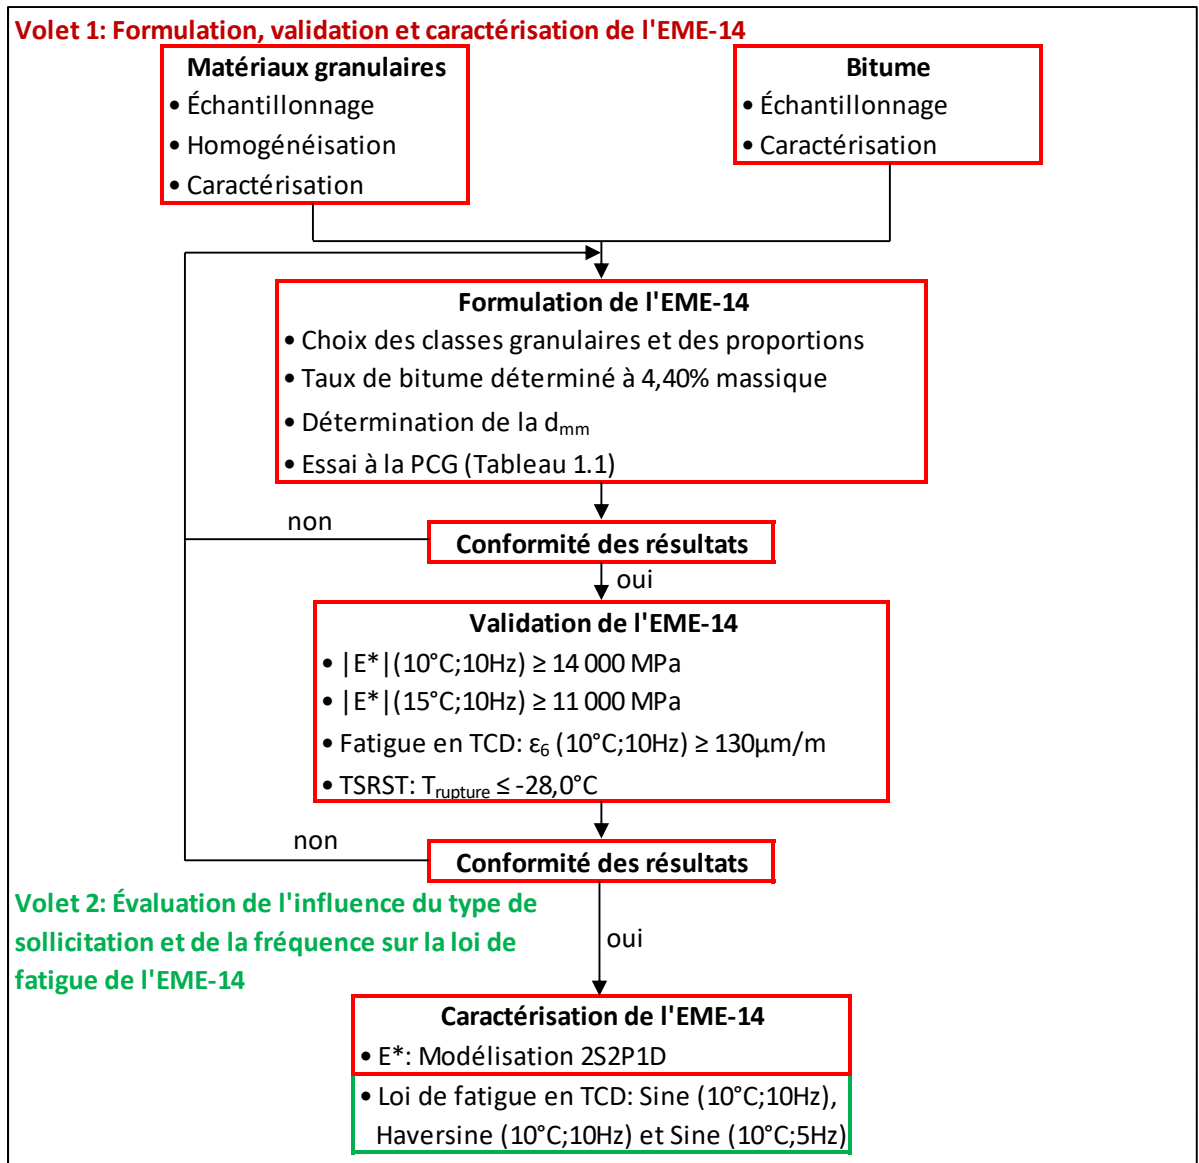 Volet 1: Formulation, validation et caractérisation de l'EME-14
Matériaux granulaires
• Échantillonnage
• Homogénéisation
• Caractérisation
Bitume
• Échantillonnage
• Caractérisation
Formulation de l'EME-14
• Choix des classes granulaires et des proportions
• Taux de bitume déterminé à 4,40% massique
• Détermination de la dmm
• Essai à la PCG (Tableau 1.1)
non
Conformité des résultats
oui
Validation de l'EME-14
• |E*|(10°C;10Hz) ≥ 14 000 MPa
• |E*|(15°C;10Hz) ≥ 11 000 MPa
• Fatigue en TCD: ε6 (10°C;10Hz) ≥ 130µm/m
• TSRST: Trupture ≤ -28,0°C
non
Conformité des résultats
Volet 2: Évaluation de l'influence du type de
sollicitation et de la fréquence sur la loi de
fatigue de l'EME-14
oui
Caractérisation de l'EME-14
• E*: Modélisation 2S2P1D
• Loi de fatigue en TCD: Sine (10°C;10Hz),
Haversine (10°C;10Hz) et Sine (10°C;5Hz)